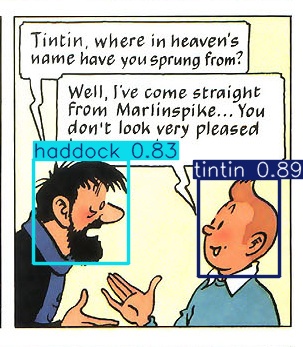 Tintin, where in heaven's
name have you sprung from?
Well, I've come straight
from Marlinspike... You
don't look very pleased
haddock 0.83
tintin 0.89